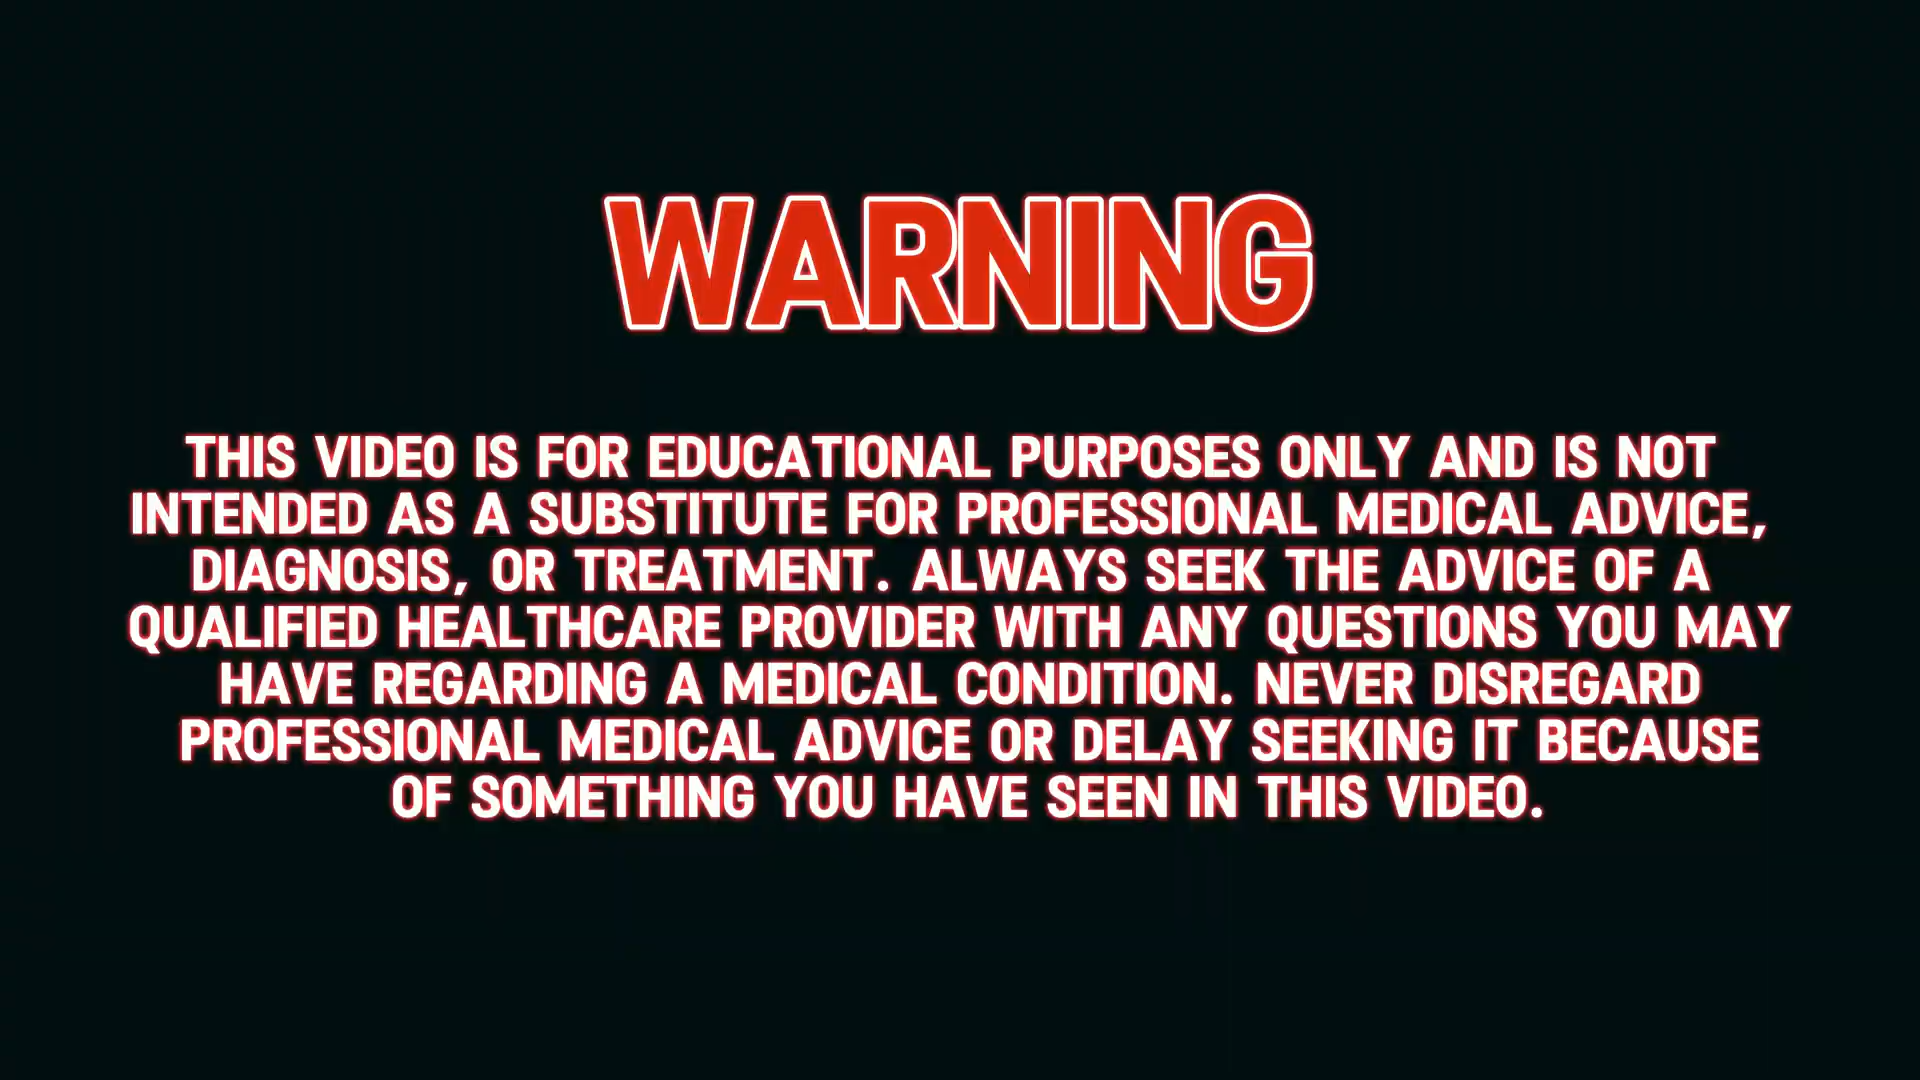 WARNING
THIS VIDEO IS FOR EDUCATIONAL PURPOSES ONLY AND IS NOT
INTENDED AS A SUBSTITUTE FOR PROFESSIONAL MEDICAL ADVICE,
DIAGNOSIS, OR TREATMENT. ALWAYS SEEK THE ADVICE OF A
QUALIFIED HEALTHCARE PROVIDER WITH ANY QUESTIONS YOU MAY
HAVE REGARDING A MEDICAL CONDITION. NEVER DISREGARD
PROFESSIONAL MEDICAL ADVICE OR DELAY SEEKING IT BECAUSE
OF SOMETHING YOU HAVE SEEN IN THIS VIDEO.